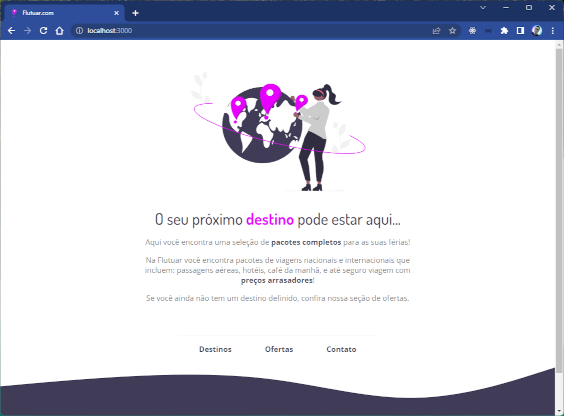 Flutuar.com
localhost:3000
O seu próximo destino pode estar aqui...
Aqui você encontra uma seleção de pacotes completos para as suas férias!
Na Flutuar você encontra pacotes de viagens nacionais e internacionais que
incluem: passagens aéreas, hotéis, café da manhã, e até seguro viagem com
preços arrasadores!
Se você ainda não tem um destino definido, confira nossa seção de ofertas.
Destinos Ofertas Contato